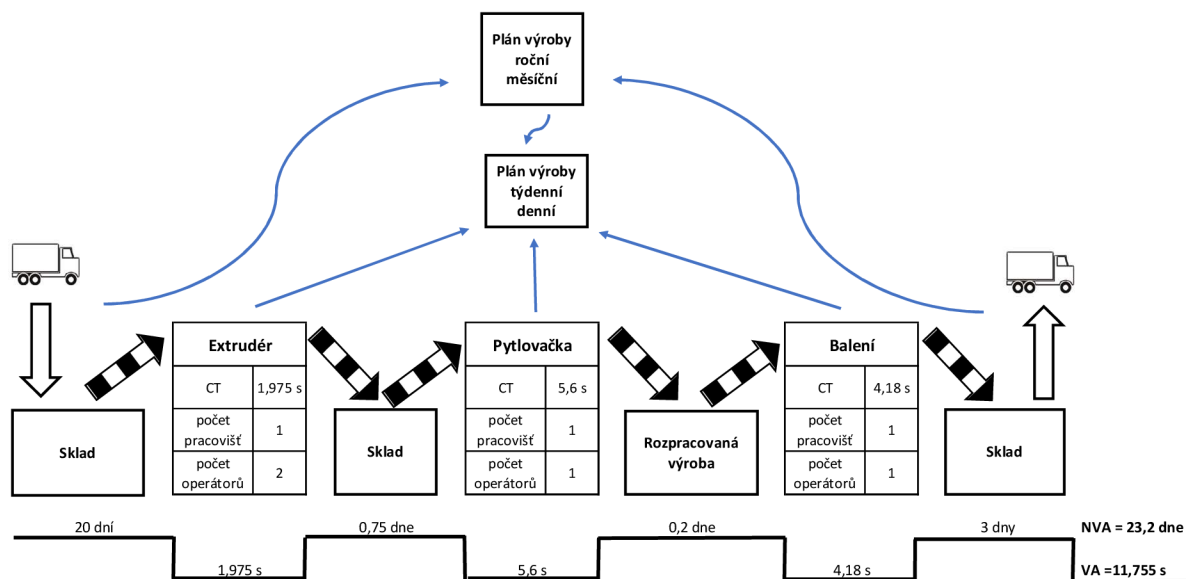 Plán výroby
roční
měsíční
Plán výroby
týdenní
denní
Sklad
Extrudér
CT 1,975 s
počet
pracovišť 1
počet
operátorů 2
Sklad
Pytlovačka
CT 5,6 s
počet
pracovišť 1
počet
operátorů 1
Rozpracovaná
výroba
Balení
CT 4,18 s
počet
pracovišť 1
počet
operátorů 1
Sklad
20 dní 0,75 dne 0,2 dne 3 dny NVA = 23,2 dne
1,975 s 5,6 s 4,18 s VA =11,755 s